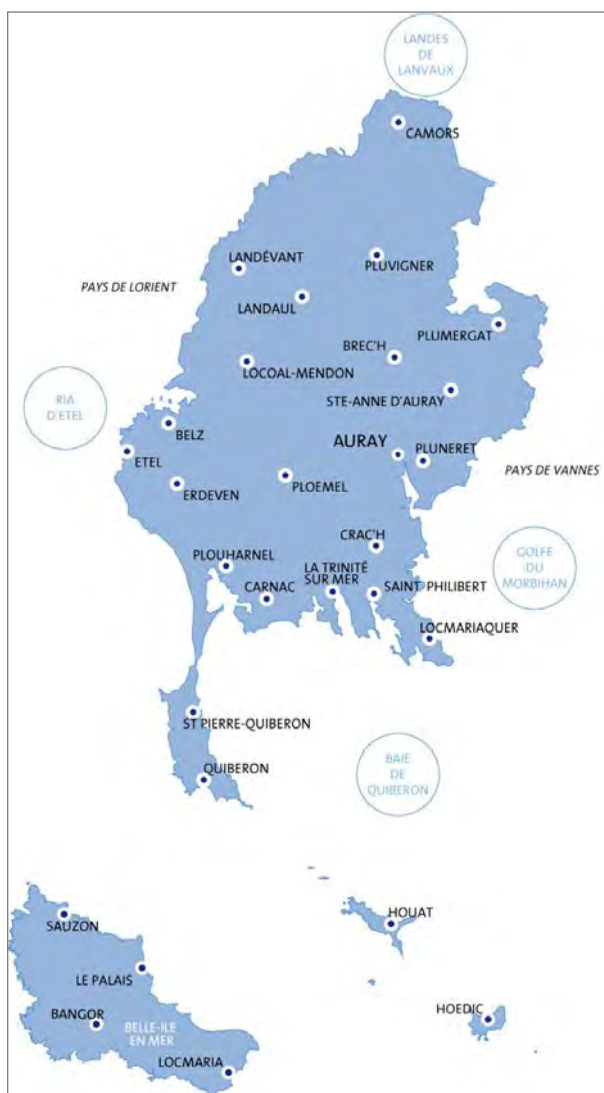 LANDES
DE
LANVAUX
CAMORS
LANDÉVANT
PLUVIGNER
PAYS DE LORIENT
LANDAUL
PLUMERGAT
BREC'H
LOCOAL-MENDON
STE-ANNE D'AURAY
RIA
D'ETEL
BELZ
AURAY
PLUNERET
ETEL
PLOEMEL
PAYS DE VANNES
ERDEVEN
CRAC'H
PLOUHARNEL
LA TRINITÉ
SUR MER
GOLFE
DU
MORBIHAN
CARNAC
SAINT PHILIBERT
LOCMARIAQUER
ST PIERRE-QUIBERON
QUIBERON
BAIE
DE
QUIBERON
SAUZON
HOUAT
LE PALAIS
BANGOR
BELLE-ILE
EN MER
HOEDIC
LOCMARIA